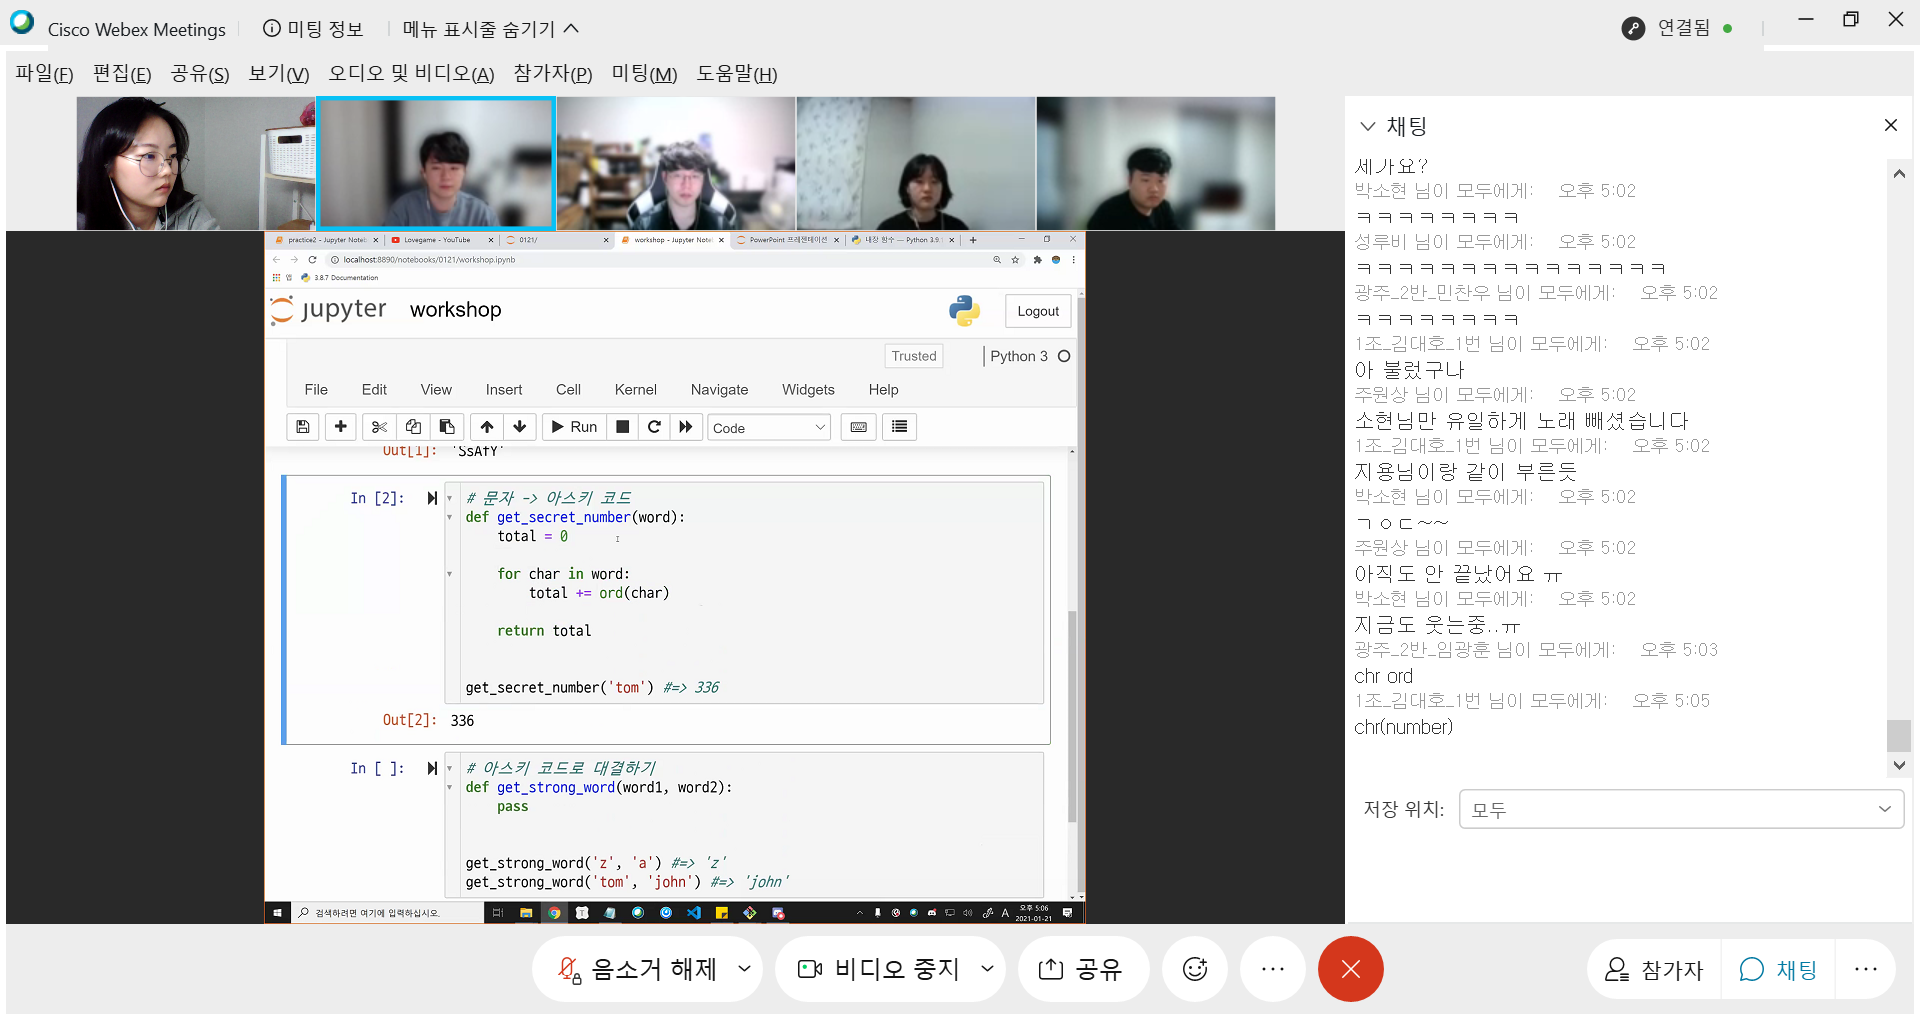 Cisco Webex Meetings
미팅 정보
메뉴 표시줄 숨기기
연결됨
파일(F) 편집(E) 공유(S) 보기(V) 오디오 및 비디오(A) 참가자(P) 미팅(M) 도움말(H)
practice2 - Jupyter Noteb
Lovegame - YouTube
0121/
workshop - Jupyter Note
PowerPoint 프레젠테이션
내장 함수 — Python 3.9.
localhost:8890/notebooks/0121/workshop.ipynb
앱 3.8.7 Documentation
jupyter workshop
Logout
Trusted
Python 3
File Edit View Insert Cell Kernel Navigate Widgets Help
Run
Code
Out[1]: 'SsAfY'
In [2]:
# 문자 -> 아스키 코드
def get_secret_number(word):
total = 0
for char in word:
total += ord(char)
return total
get_secret_number('tom') #=> 336
Out[2]: 336
In [ ]:
# 아스키 코드로 대결하기
def get_strong_word(word1, word2):
pass
get_strong_word('z', 'a') #=> 'z'
get_strong_word('tom', 'john') #=> 'john'
검색하려면 여기에 입력하십시오.
A
오후 5:06
2021-01-21
채팅
세가요?
박소현 님이 모두에게: 오후 5:02
ㅋㅋㅋㅋㅋㅋㅋㅋ
성루비 님이 모두에게: 오후 5:02
ㅋㅋㅋㅋㅋㅋㅋㅋㅋㅋㅋㅋㅋㅋㅋ
광주_2반_민찬우 님이 모두에게: 오후 5:02
ㅋㅋㅋㅋㅋㅋㅋㅋ
1조_김대호_1번 님이 모두에게: 오후 5:02
아 불렀구나
주원상 님이 모두에게: 오후 5:02
소현님만 유일하게 노래 빼셨습니다
1조_김대호_1번 님이 모두에게: 오후 5:02
지용님이랑 같이 부른듯
박소현 님이 모두에게: 오후 5:02
ㄱㅇㄷ~~
주원상 님이 모두에게: 오후 5:02
아직도 안 끝났어요 ㅠ
박소현 님이 모두에게: 오후 5:02
지금도 웃는중..ㅠ
광주_2반_임광훈 님이 모두에게: 오후 5:03
chr ord
1조_김대호_1번 님이 모두에게: 오후 5:05
chr(number)
저장 위치: 모두
음소거 해제
비디오 중지
공유
참가자
채팅